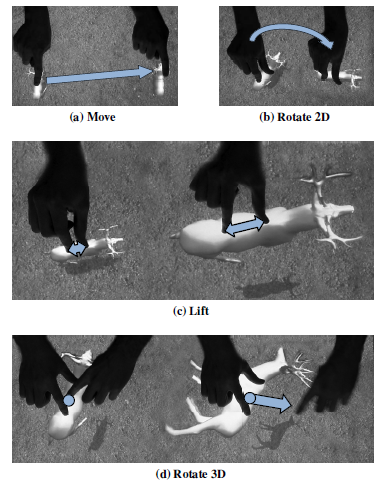 (a) Move
(b) Rotate 2D
(c) Lift
(d) Rotate 3D